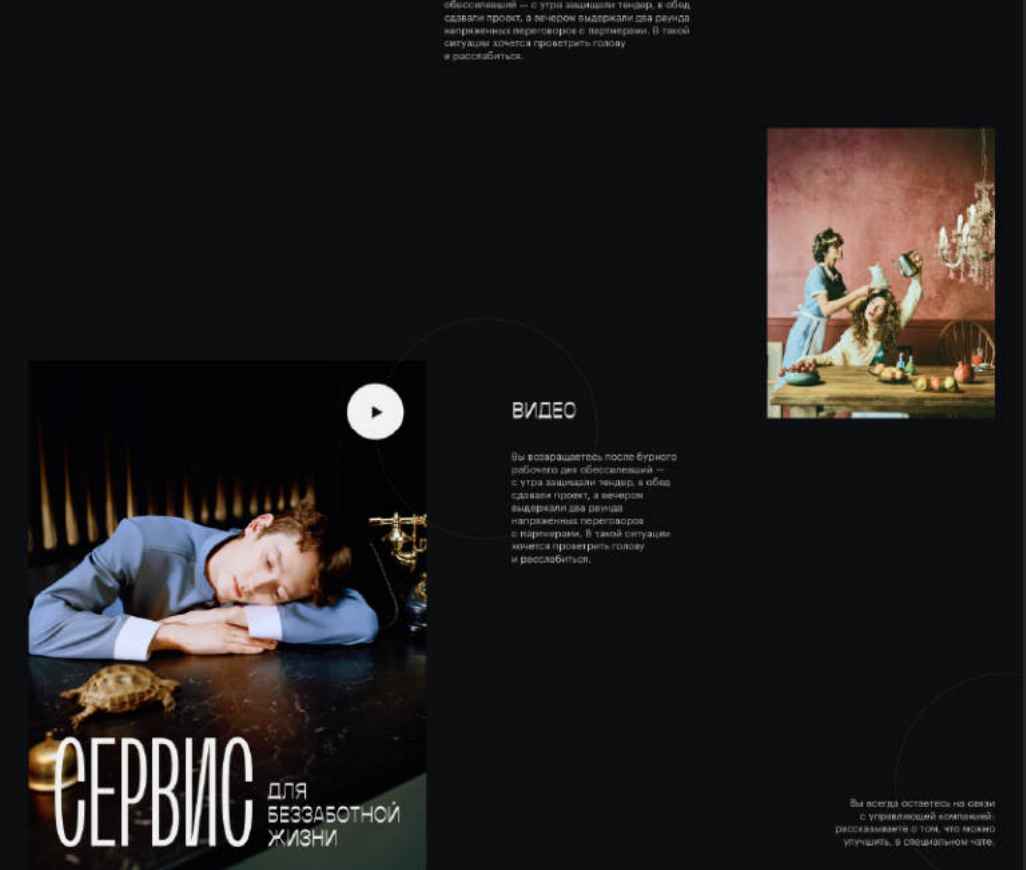 обессилевший — с утра защищали тендер, в обед
сдавали проект, а вечером выдержали два раунда
напряженных переговоров с партнерами. В такой
ситуации хочется проветрить голову
и расслабиться.
ВИДЕО
Вы возвращаетесь после бурного
рабочего дня обессилевший —
с утра защищали тендер, в обед
сдавали проект, а вечером
выдержали два раунда
напряженных переговоров
с партнерами. В такой ситуации
хочется проветрить голову
и расслабиться.
СЕРВИС
ДЛЯ
БЕЗЗАБОТНОЙ
ЖИЗНИ
Вы всегда остаетесь на связи
с управляющей компанией:
рассказываете о том, что можно
улучшить, в специальном чате.